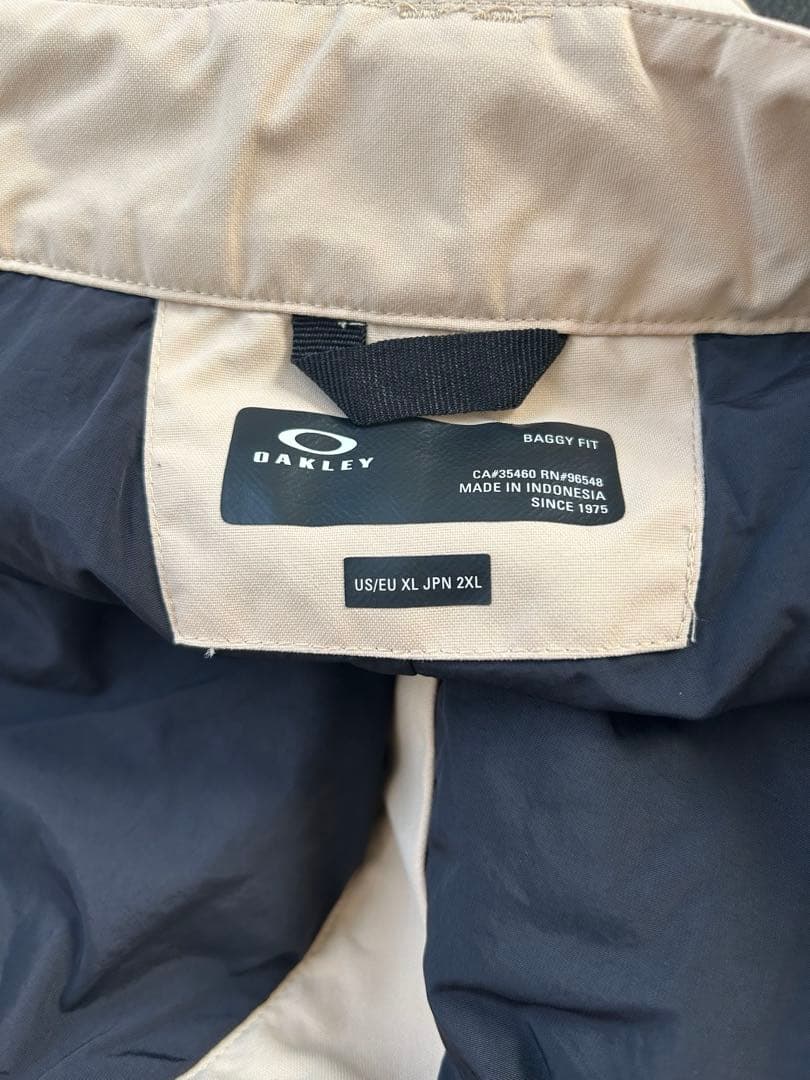 OAKLEY
BAGGY FIT
CA#35460 RN#96548
MADE IN INDONESIA
SINCE 1975
US/EU XL JPN 2XL